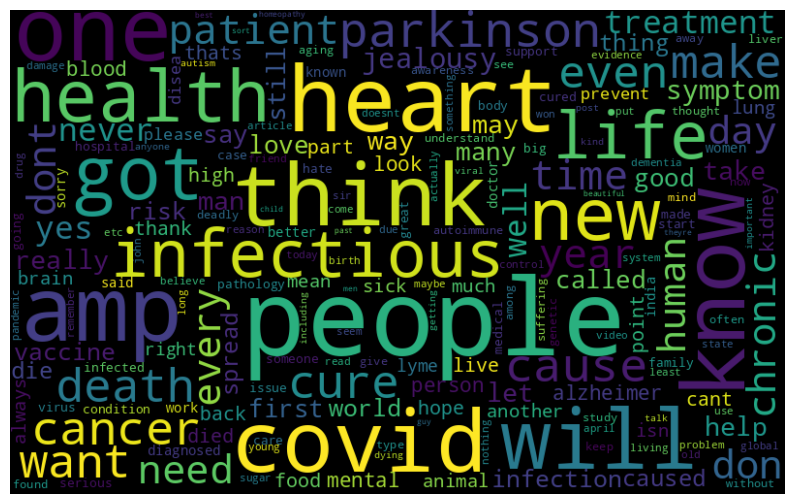 one
patient
parkinson
treatment
thats
disea
jealousy
support
thing
make
damage
autism
blood
known
aging
awareness
see
away
evidence
liver
best
sort
homeopathy
health
still
heart
even
symptom
cured
prevent
post
put
thought
lung
dont
never
please
article
say
love
part
way
may
life
day
hospital
anyone
case
hate
look
understand
body
won
doesnt
something
big
kind
dementia
women
drug
sorry
got
high
think
many
doctor
time
good
take
risk
man
friend
viral
actually
new
mind
hop
yes
etc
thank
deadly
sir
come
great
well
made
start
kidney
going
really
better
reason
child
past
due
autoimmune
year
know
beautiful
theyre
important
brain
said
john
infectious
today
birth
control
system
human
chronic
pandemic
believe
pathology
mean
men
maybe
sick
much
among
called
suffering
genetic
india
often
amp
remember
long
every
spread
including
seem
people
getting
medical
video
point
state
vaccine
right
someone
read
give
lyme
live
cause
family
least
die
infected
death
issue
cure
person
let
alzheimer
cant
always
virus
condition
work
back
first
world
hope
another
isn
study
april
talk
use
help
cancer
died
care
young
type
guy
nothing
covid
will
keep
living
problem
old
global
don
want
diagnosed
need
sugar
food
dying
mental
animal
infection
caused
found
serious
without